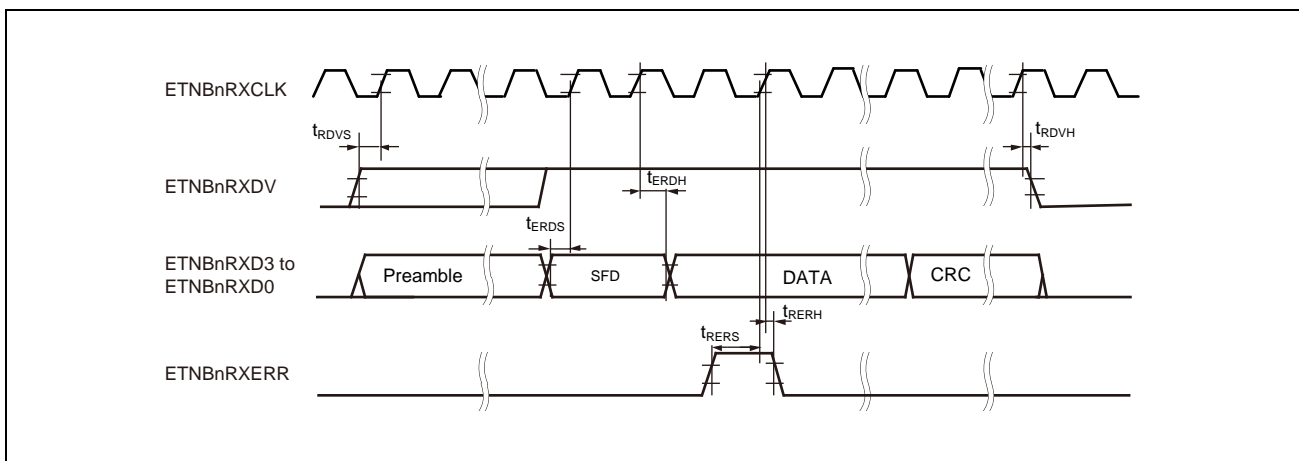 ETNBnRXCLK
tRDVS
tRDVH
ETNBnRXDV
tERDH
tERDS
ETNBnRXD3 to
ETNBnRXD0
Preamble
SFD
DATA
CRC
tRERH
tRERS
ETNBnRXERR